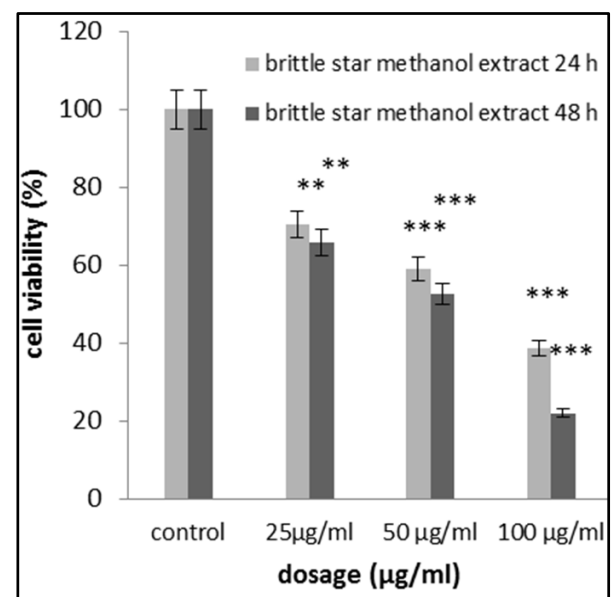 120
100
80
60
40
20
0
cell viability (%)
brittle star methanol extract 24 h
brittle star methanol extract 48 h
**
**
***
***
***
***
control 25µg/ml 50 µg/ml 100 µg/ml
dosage (µg/ml)